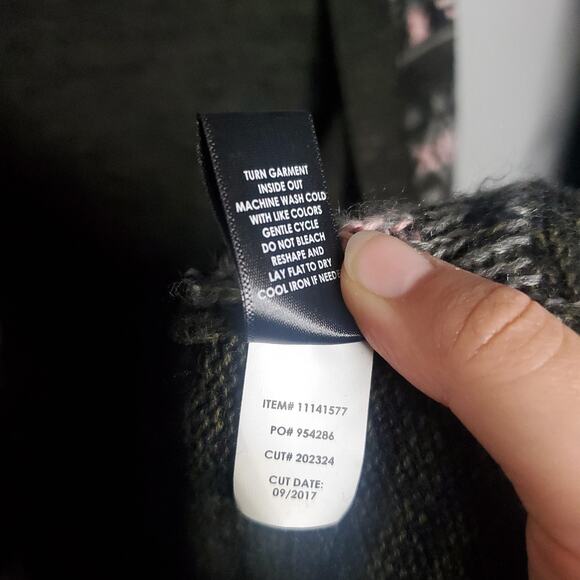 TURN GARMENT
INSIDE OUT
MACHINE WASH COLD
WITH LIKE COLORS
GENTLE CYCLE
DO NOT BLEACH
RESHAPE AND
LAY FLAT TO DRY
COOL IRON IF NEED
ITEM# 11141577
PO# 954286
CUT# 202324
CUT DATE:
09/2017